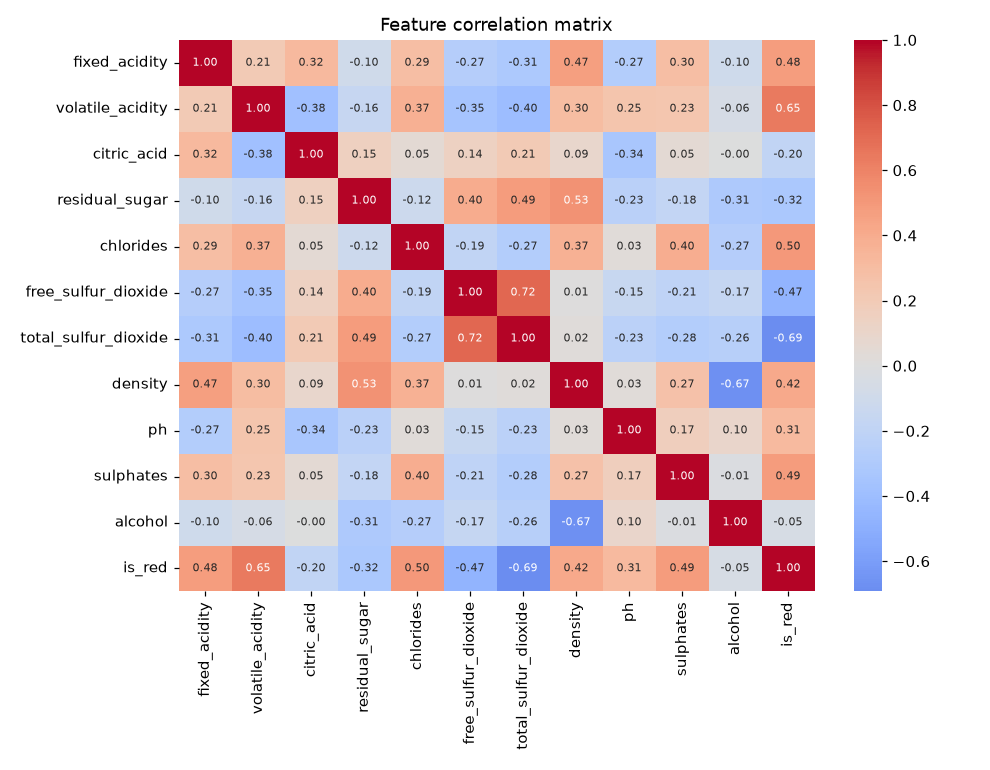 Feature correlation matrix
fixed_acidity 1.00 0.21 0.32 -0.10 0.29 -0.27 -0.31 0.47 -0.27 0.30 -0.10 0.48
volatile_acidity 0.21 1.00 -0.38 -0.16 0.37 -0.35 -0.40 0.30 0.25 0.23 -0.06 0.65
citric_acid 0.32 -0.38 1.00 0.15 0.05 0.14 0.21 0.09 -0.34 0.05 -0.00 -0.20
residual_sugar -0.10 -0.16 0.15 1.00 -0.12 0.40 0.49 0.53 -0.23 -0.18 -0.31 -0.32
chlorides 0.29 0.37 0.05 -0.12 1.00 -0.19 -0.27 0.37 0.03 0.40 -0.27 0.50
free_sulfur_dioxide -0.27 -0.35 0.14 0.40 -0.19 1.00 0.72 0.01 -0.15 -0.21 -0.17 -0.47
total_sulfur_dioxide -0.31 -0.40 0.21 0.49 -0.27 0.72 1.00 0.02 -0.23 -0.28 -0.26 -0.69
density 0.47 0.30 0.09 0.53 0.37 0.01 0.02 1.00 0.03 0.27 -0.67 0.42
ph -0.27 0.25 -0.34 -0.23 0.03 -0.15 -0.23 0.03 1.00 0.17 0.10 0.31
sulphates 0.30 0.23 0.05 -0.18 0.40 -0.21 -0.28 0.27 0.17 1.00 -0.01 0.49
alcohol -0.10 -0.06 -0.00 -0.31 -0.27 -0.17 -0.26 -0.67 0.10 -0.01 1.00 -0.05
is_red 0.48 0.65 -0.20 -0.32 0.50 -0.47 -0.69 0.42 0.31 0.49 -0.05 1.00
fixed_acidity
volatile_acidity
citric_acid
residual_sugar
chlorides
free_sulfur_dioxide
total_sulfur_dioxide
density
ph
sulphates
alcohol
is_red
1.0
0.8
0.6
0.4
0.2
0.0
−0.2
−0.4
−0.6